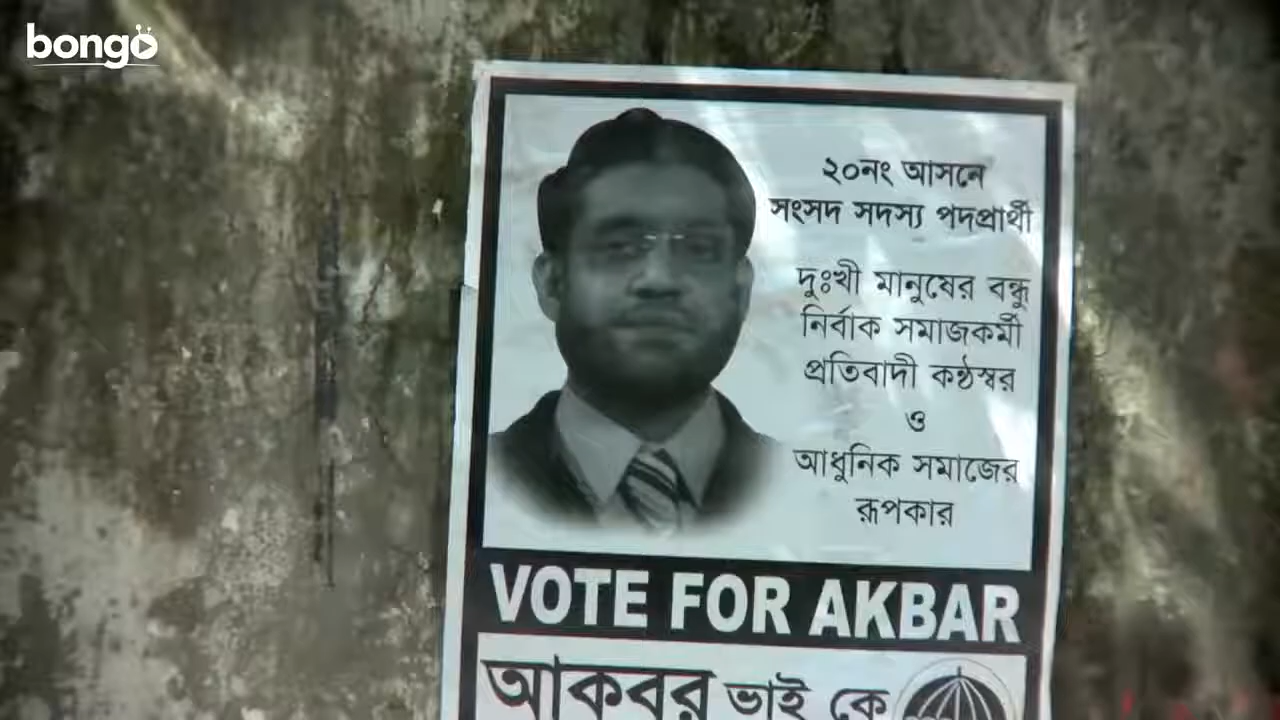 bongo
২০নং আসনে
সংসদ সদস্য পদপ্রার্থী
দুঃখী মানুষের বন্ধু
নির্বাক সমাজকর্মী
প্রতিবাদী কন্ঠস্বর
ও
আধুনিক সমাজের
রূপকার
VOTE FOR AKBAR
আকবর ভাই কে